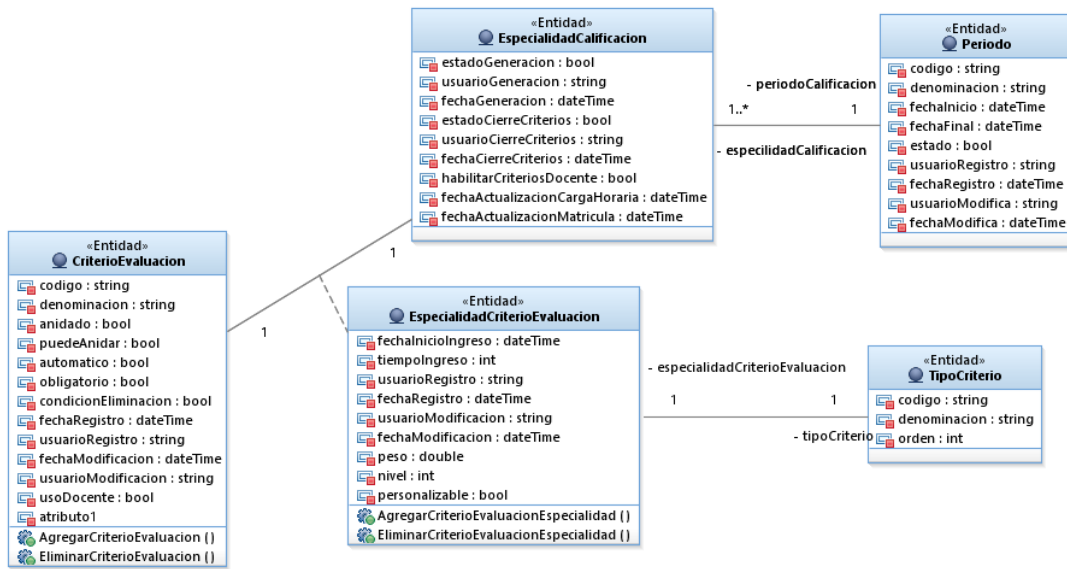 «Entidad»
EspecialidadCalificacion
estadoGeneracion : bool
usuarioGeneracion : string
fechaGeneracion : dateTime
estadoCierreCriterios : bool
usuarioCierreCriterios : string
fechaCierreCriterios : dateTime
habilitarCriteriosDocente : bool
fechaActualizacionCargaHoraria : dateTime
fechaActualizacionMatricula : dateTime
- periodoCalificacion
1..*
1
- especilidadCalificacion
«Entidad»
Periodo
codigo : string
denominacion : string
fechaInicio : dateTime
fechaFinal : dateTime
estado : bool
usuarioRegistro : string
fechaRegistro : dateTime
usuarioModifica : string
fechaModifica : dateTime
«Entidad»
CriterioEvaluacion
codigo : string
denominacion : string
anidado : bool
puedeAnidar : bool
automatico : bool
obligatorio : bool
condicionEliminacion : bool
fechaRegistro : dateTime
usuarioRegistro : string
fechaModificacion : dateTime
usuarioModificacion : string
usoDocente : bool
atributo1
AgregarCriterioEvaluacion ( )
EliminarCriterioEvaluacion ( )
1
1
«Entidad»
EspecialidadCriterioEvaluacion
fechaInicioIngreso : dateTime
tiempoIngreso : int
usuarioRegistro : string
fechaRegistro : dateTime
usuarioModificacion : string
fechaModificacion : dateTime
peso : double
nivel : int
personalizable : bool
AgregarCriterioEvaluacionEspecialidad ( )
EliminarCriterioEvaluacionEspecialidad ( )
- especialidadCriterioEvaluacion
1
1
- tipoCriterio
«Entidad»
TipoCriterio
codigo : string
denominacion : string
orden : int